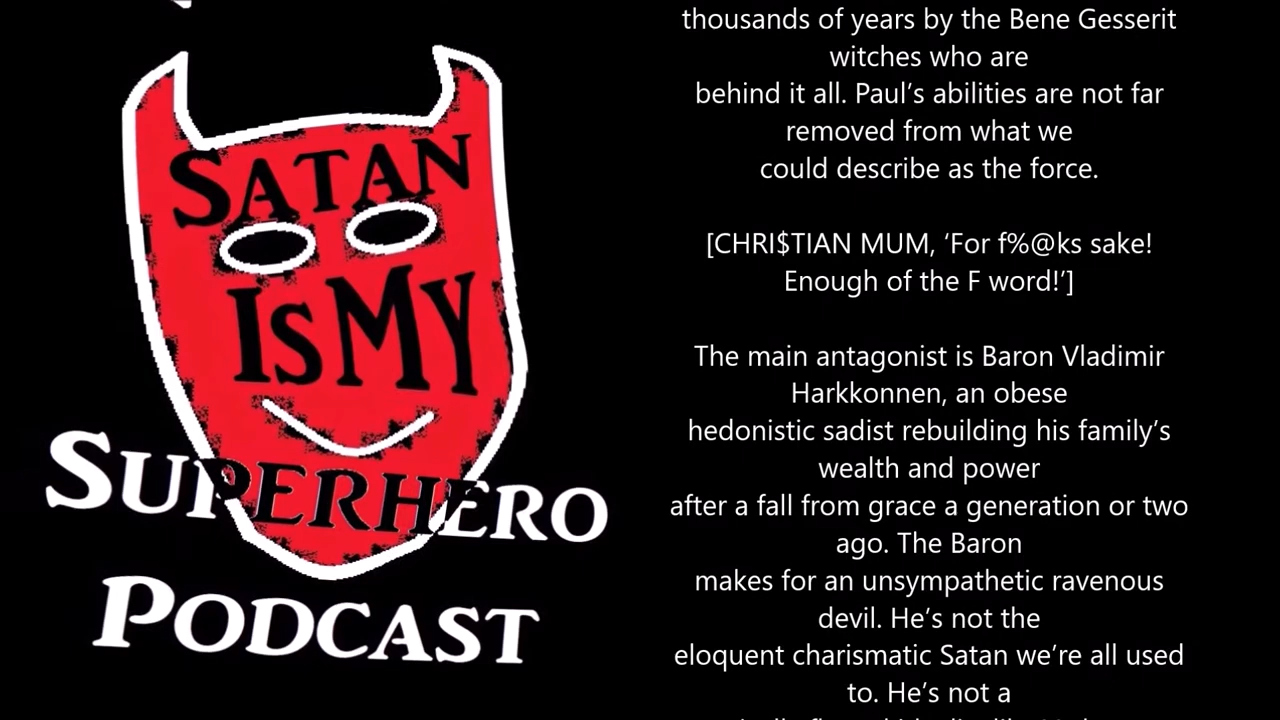 SATAN
IS MY
SUPERHERO
PODCAST
thousands of years by the Bene Gesserit
witches who are
behind it all. Paul’s abilities are not far
removed from what we
could describe as the force.
[CHRI$TIAN MUM, ‘For f%@ks sake!
Enough of the F word!’]
The main antagonist is Baron Vladimir
Harkkonnen, an obese
hedonistic sadist rebuilding his family’s
wealth and power
after a fall from grace a generation or two
ago. The Baron
makes for an unsympathetic ravenous
devil. He’s not the
eloquent charismatic Satan we’re all used
to. He’s not a